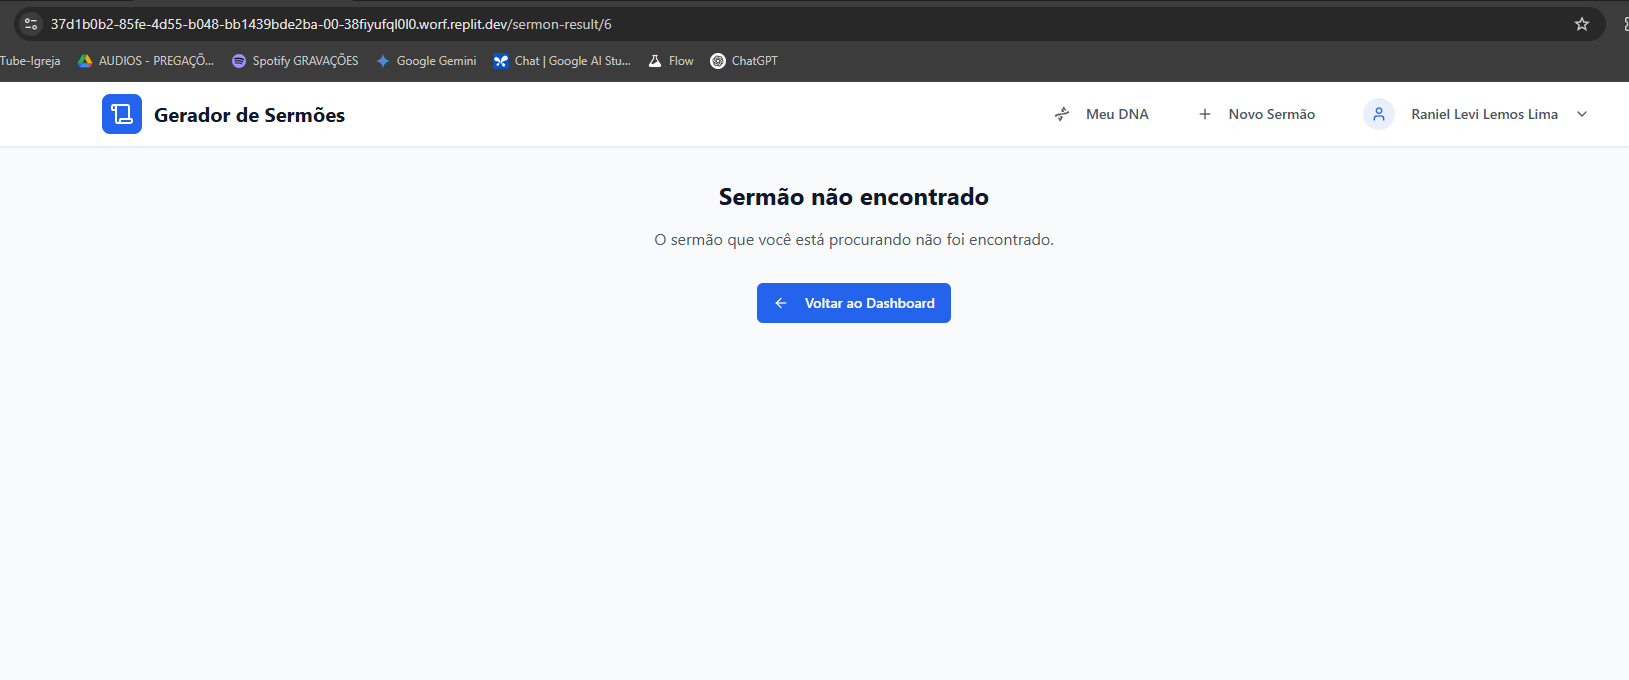 37d1b0b2-85fe-4d55-b048-bb1439bde2ba-00-38fiyufql0l0.worf.replit.dev/sermon-result/6
Tube-Igreja AUDIOS - PREGAÇÕ... Spotify GRAVAÇÕES Google Gemini Chat | Google AI Stu... Flow ChatGPT
Gerador de Sermões Meu DNA Novo Sermão Raniel Levi Lemos Lima
Sermão não encontrado
O sermão que você está procurando não foi encontrado.
Voltar ao Dashboard